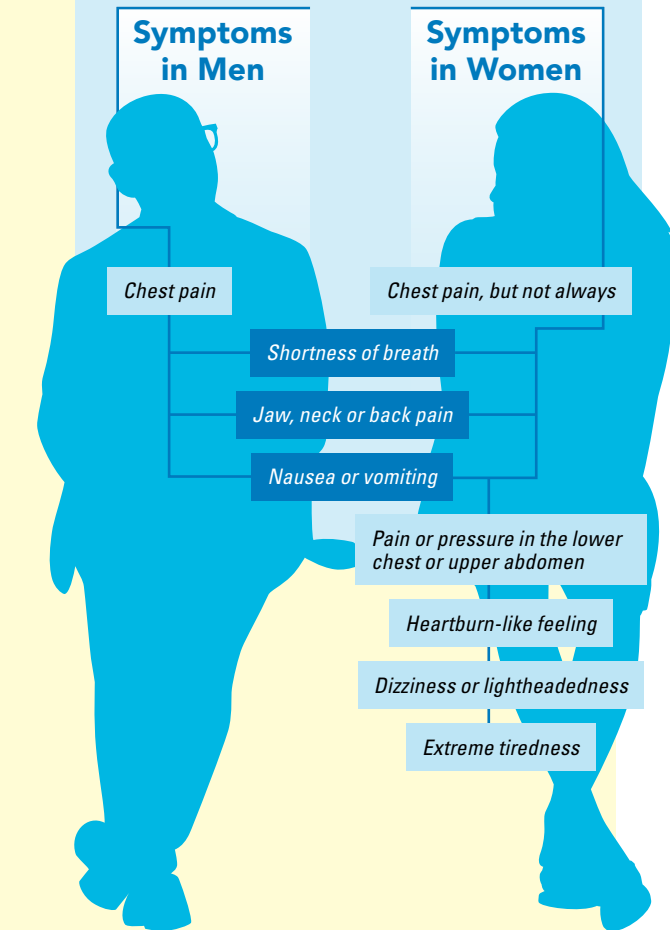 Symptoms
in Men
Symptoms
in Women
Chest pain
Chest pain, but not always
Shortness of breath
Jaw, neck or back pain
Nausea or vomiting
Pain or pressure in the lower
chest or upper abdomen
Heartburn-like feeling
Dizziness or lightheadedness
Extreme tiredness